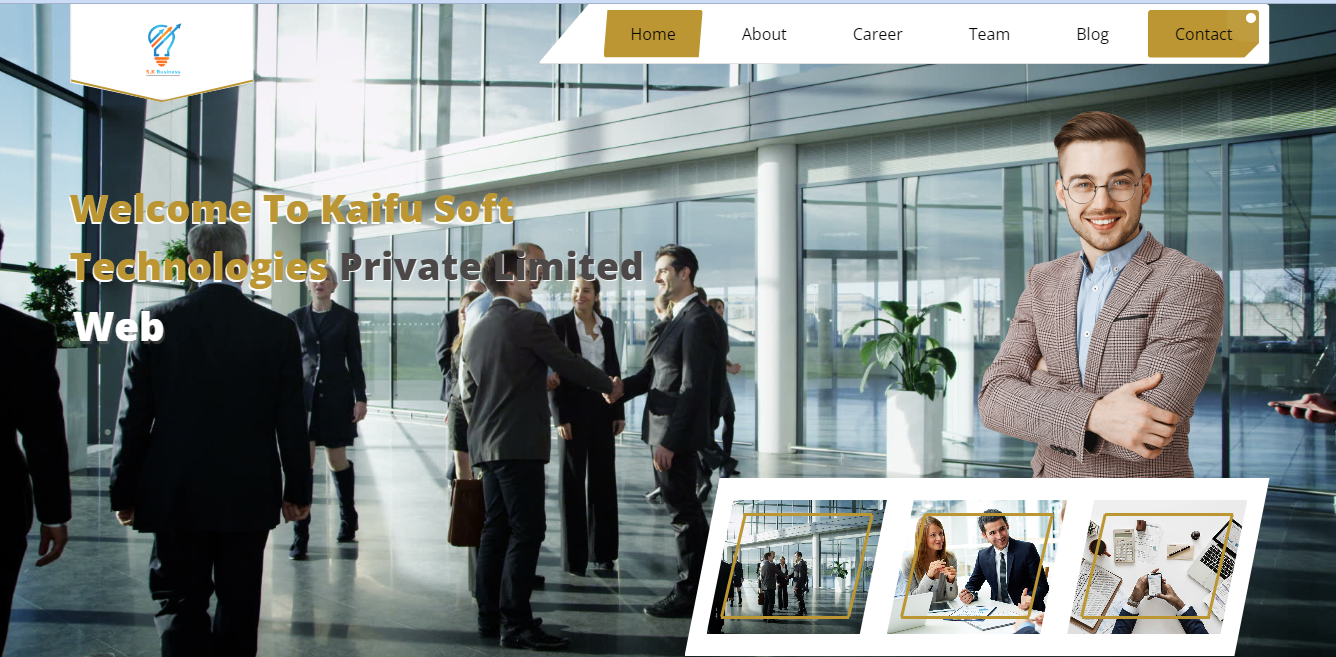 S.K Business
Home
About
Career
Team
Blog
Contact
Welcome To Kaifu Soft
Technologies Private Limited
Web